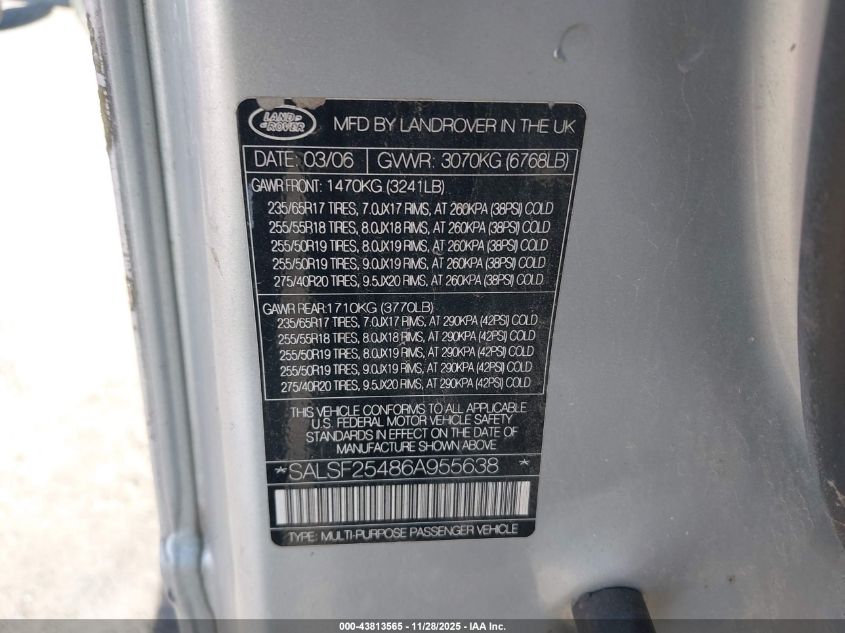 LAND
ROVER
MFD BY LANDROVER IN THE UK
DATE: 03/06 GVWR: 3070KG (6768LB)
GAWR FRONT: 1470KG (3241LB)
235/65R17 TIRES, 7.0JX17 RIMS, AT 260KPA (38PSI) COLD
255/55R18 TIRES, 8.0JX18 RIMS, AT 260KPA (38PSI) COLD
255/50R19 TIRES, 8.0JX19 RIMS, AT 260KPA (38PSI) COLD
255/50R19 TIRES, 9.0JX19 RIMS, AT 260KPA (38PSI) COLD
275/40R20 TIRES, 9.5JX20 RIMS, AT 260KPA (38PSI) COLD
GAWR REAR: 1710KG (3770LB)
235/65R17 TIRES, 7.0JX17 RIMS, AT 290KPA (42PSI) COLD
255/55R18 TIRES, 8.0JX18 RIMS, AT 290KPA (42PSI) COLD
255/50R19 TIRES, 8.0JX19 RIMS, AT 290KPA (42PSI) COLD
255/50R19 TIRES, 9.0JX19 RIMS, AT 290KPA (42PSI) COLD
275/40R20 TIRES, 9.5JX20 RIMS, AT 290KPA (42PSI) COLD
THIS VEHICLE CONFORMS TO ALL APPLICABLE
U.S. FEDERAL MOTOR VEHICLE SAFETY
STANDARDS IN EFFECT ON THE DATE OF
MANUFACTURE SHOWN ABOVE
*SALSF25486A955638 *
TYPE: MULTI-PURPOSE PASSENGER VEHICLE
000-43813565 - 11/28/2025 - IAA Inc.